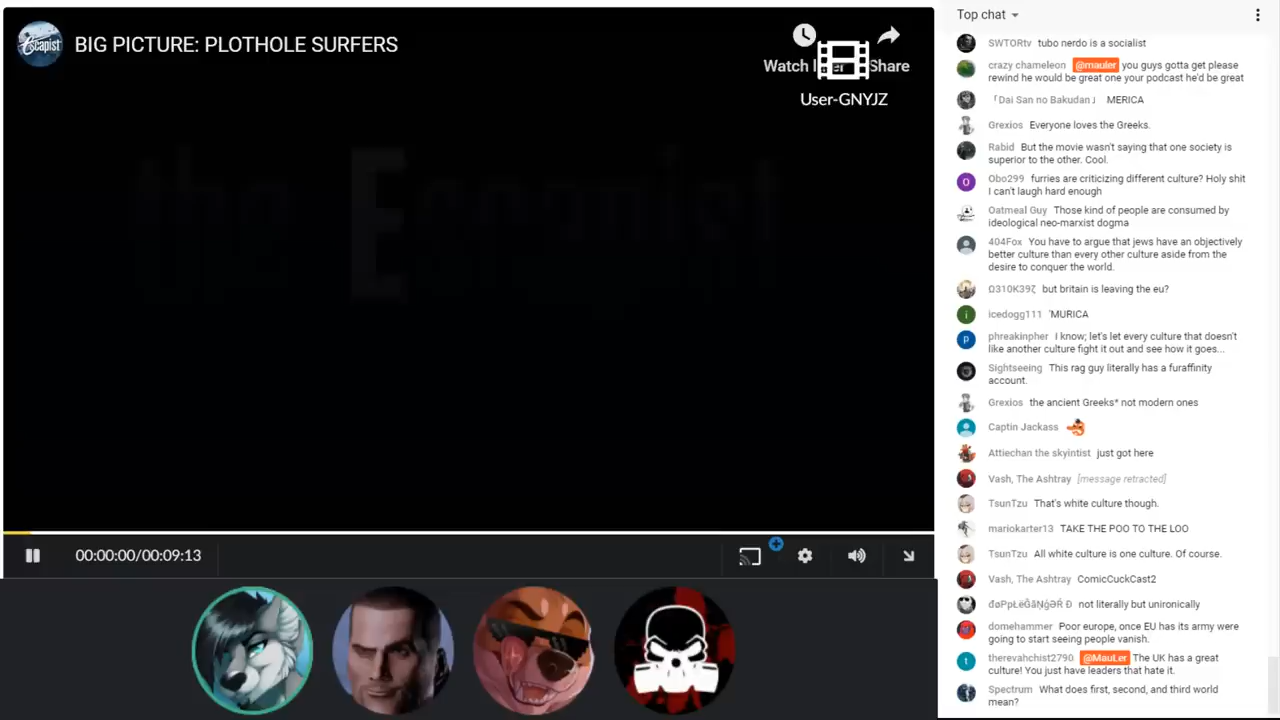 Escapist
BIG PICTURE: PLOTHOLE SURFERS
Share
User-GNYJZ
the Escapist
00:00:00/00:09:13
Top chat
SWTORtv tubo nerdo is a socialist
crazy chameleon @mauler you guys gotta get please
rewind he would be great one your podcast he'd be great
「Dai San no Bakudan」 MERICA
Grexios Everyone loves the Greeks.
Rabid But the movie wasn't saying that one society is
superior to the other. Cool.
Obo299 furries are criticizing different culture? Holy shit
I can't laugh hard enough
Oatmeal Guy Those kind of people are consumed by
ideological neo-marxist dogma
404Fox You have to argue that jews have an objectively
better culture than every other culture aside from the
desire to conquer the world.
Ω310K39ζ but britain is leaving the eu?
icedogg111 'MURICA
phreakinpher I know; let's let every culture that doesn't
like another culture fight it out and see how it goes...
Sightseeing This rag guy literally has a furaffinity
account.
Grexios the ancient Greeks* not modern ones
Captin Jackass
Attiechan the skyintist just got here
Vash, The Ashtray [message retracted]
TsunTzu That's white culture though.
mariokarter13 TAKE THE POO TO THE LOO
TsunTzu All white culture is one culture. Of course.
Vash, The Ashtray ComicCuckCast2
not literally but unironically
domehammer Poor europe, once EU has its army were
going to start seeing people vanish.
therevahchist2790 @MauLer The UK has a great
culture! You just have leaders that hate it.
Spectrum What does first, second, and third world
mean?